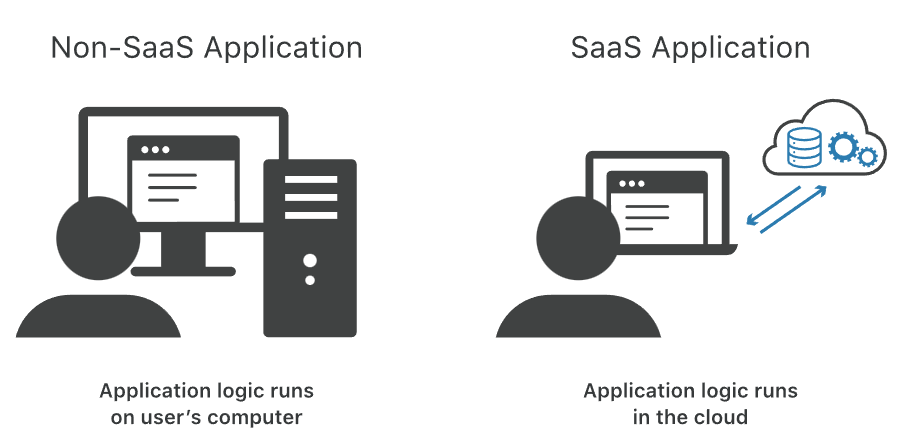 Non-SaaS Application
SaaS Application
Application logic runs
on user's computer
Application logic runs
in the cloud